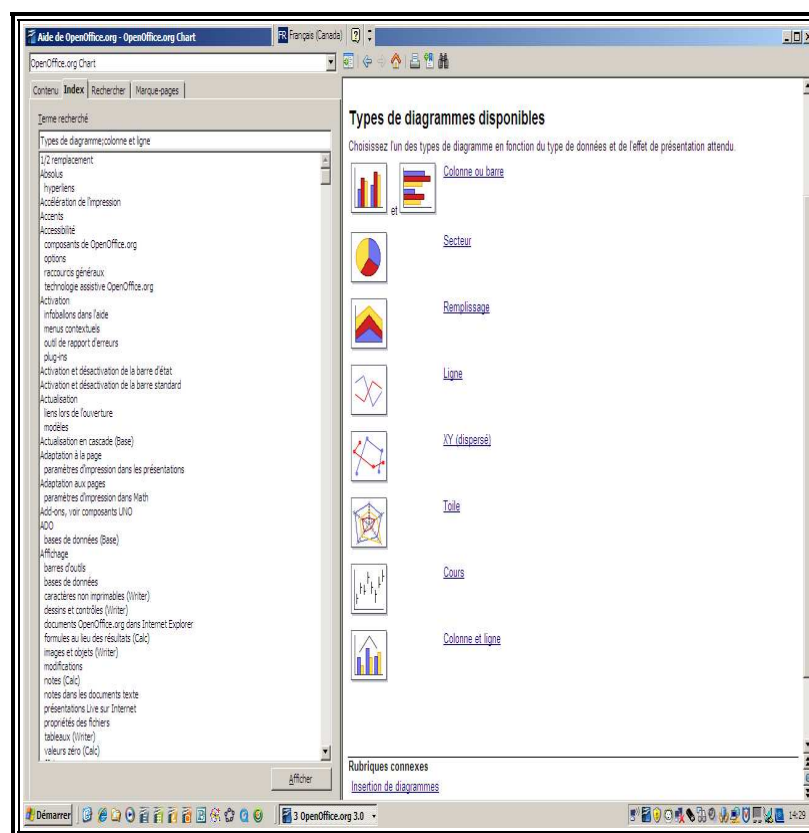 Aide de OpenOffice.org - OpenOffice.org Chart
FR Français (Canada)
OpenOffice.org Chart
Contenu Index Rechercher Marque-pages
Terme recherché
Types de diagramme;colonne et ligne
1/2 remplacement
Absolus
hyperliens
Accélération de l'impression
Accents
Accessibilité
composants de OpenOffice.org
options
raccourcis généraux
technologie assistive OpenOffice.org
Activation
infoballons dans l'aide
menus contextuels
outil de rapport d'erreurs
plug-ins
Activation et désactivation de la barre d'état
Activation et désactivation de la barre standard
Actualisation
liens lors de l'ouverture
modèles
Actualisation en cascade (Base)
Adaptation à la page
paramètres d'impression dans les présentations
Adaptation aux pages
paramètres d'impression dans Math
Add-ons, voir composants UNO
ADO
bases de données (Base)
Affichage
barres d'outils
bases de données
caractères non imprimables (Writer)
dessins et contrôles (Writer)
documents OpenOffice.org dans Internet Explorer
formules au lieu des résultats (Calc)
images et objets (Writer)
modifications
notes (Calc)
notes dans les documents texte
présentations Live sur Internet
propriétés des fichiers
tableaux (Writer)
valeurs zéro (Calc)
Afficher
Types de diagrammes disponibles
Choisissez l'un des types de diagramme en fonction du type de données et de l'effet de présentation attendu.
et
Colonne ou barre
Secteur
Remplissage
Ligne
XY (dispersé)
Toile
Cours
Colonne et ligne
Rubriques connexes
Insertion de diagrammes
Démarrer
3 OpenOffice.org 3.0
14:29